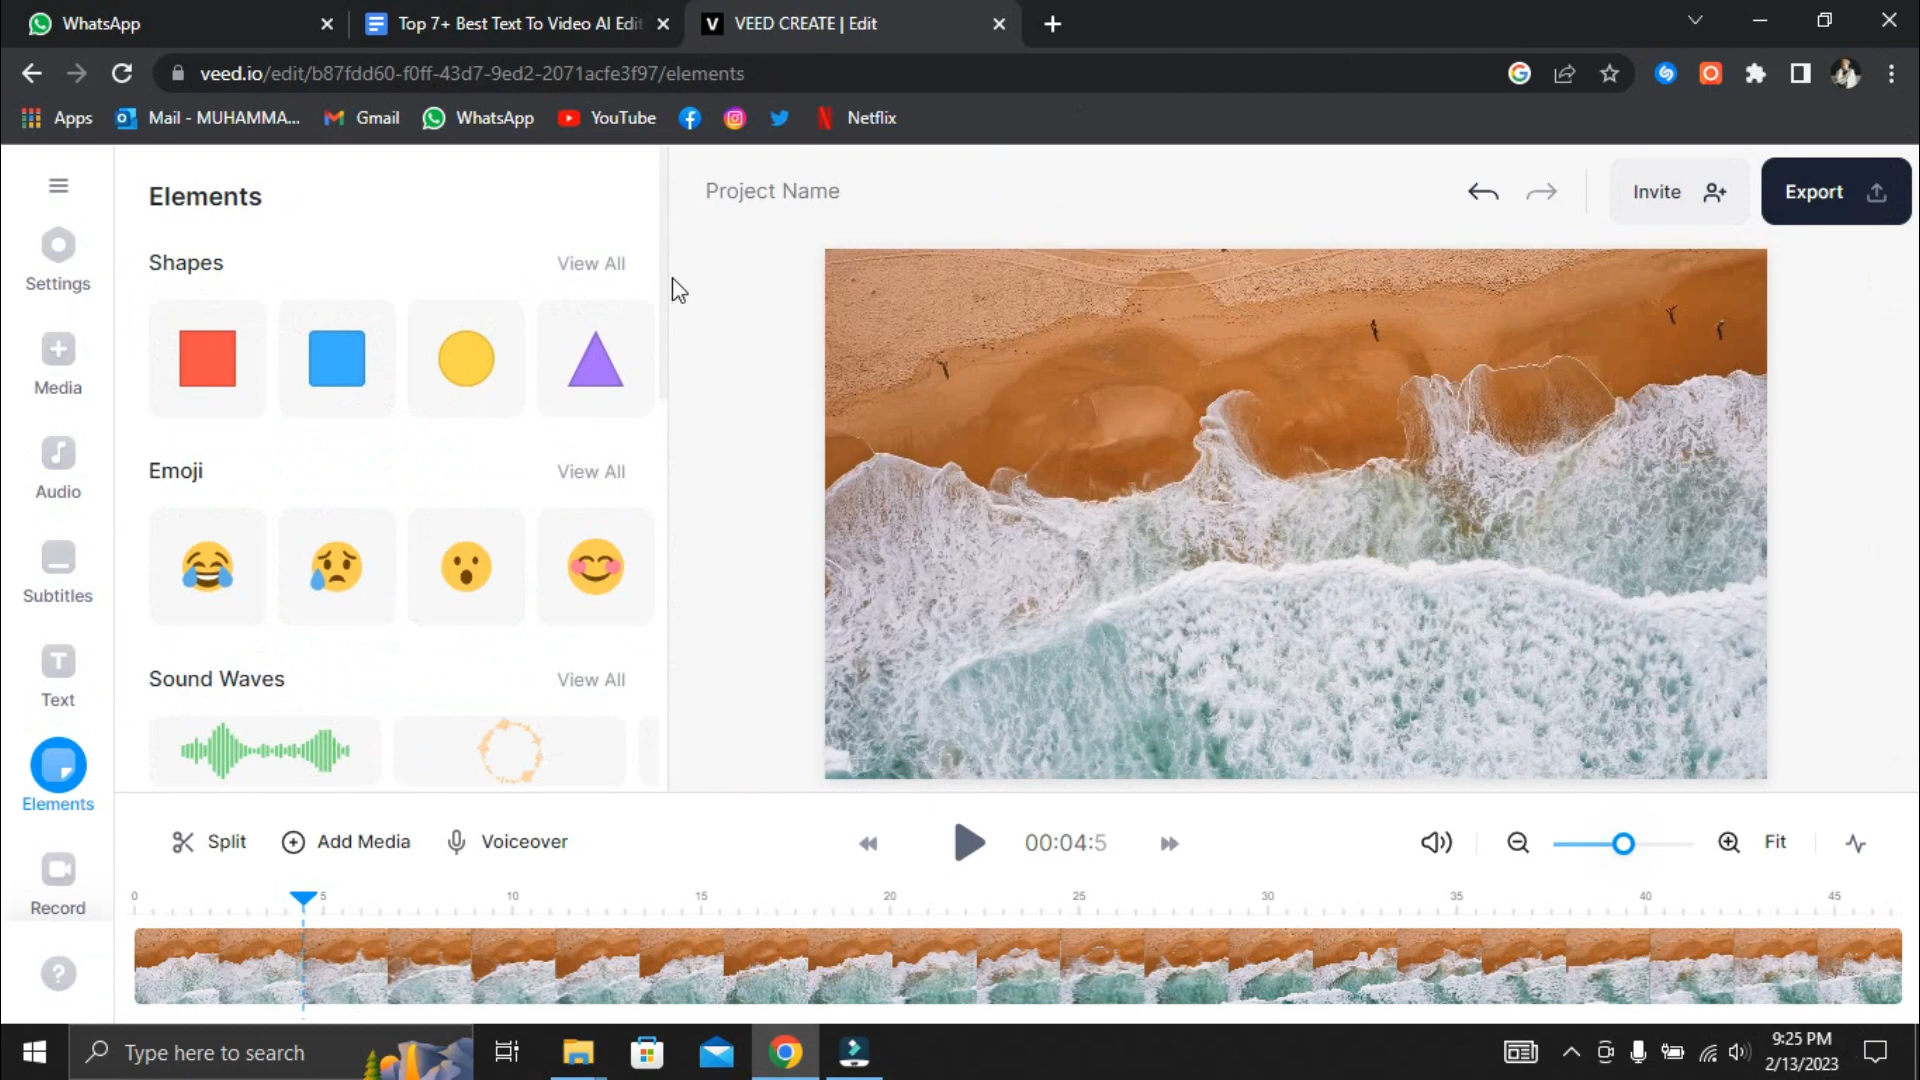 WhatsApp
Top 7+ Best Text To Video AI Edit
V VEED CREATE | Edit
veed.io/edit/b87fdd60-f0ff-43d7-9ed2-2071acfe3f97/elements
Apps
Mail - MUHAMMA...
Gmail
WhatsApp
YouTube
Netflix
Settings
Media
Audio
Subtitles
T
Text
Elements
Record
?
Elements
Shapes
View All
Emoji
View All
Sound Waves
View All
Project Name
Invite
Export
Split
Add Media
Voiceover
00:04:5
Fit
0 5 10 15 20 25 30 35 40 45
Type here to search
9:25 PM
2/13/2023